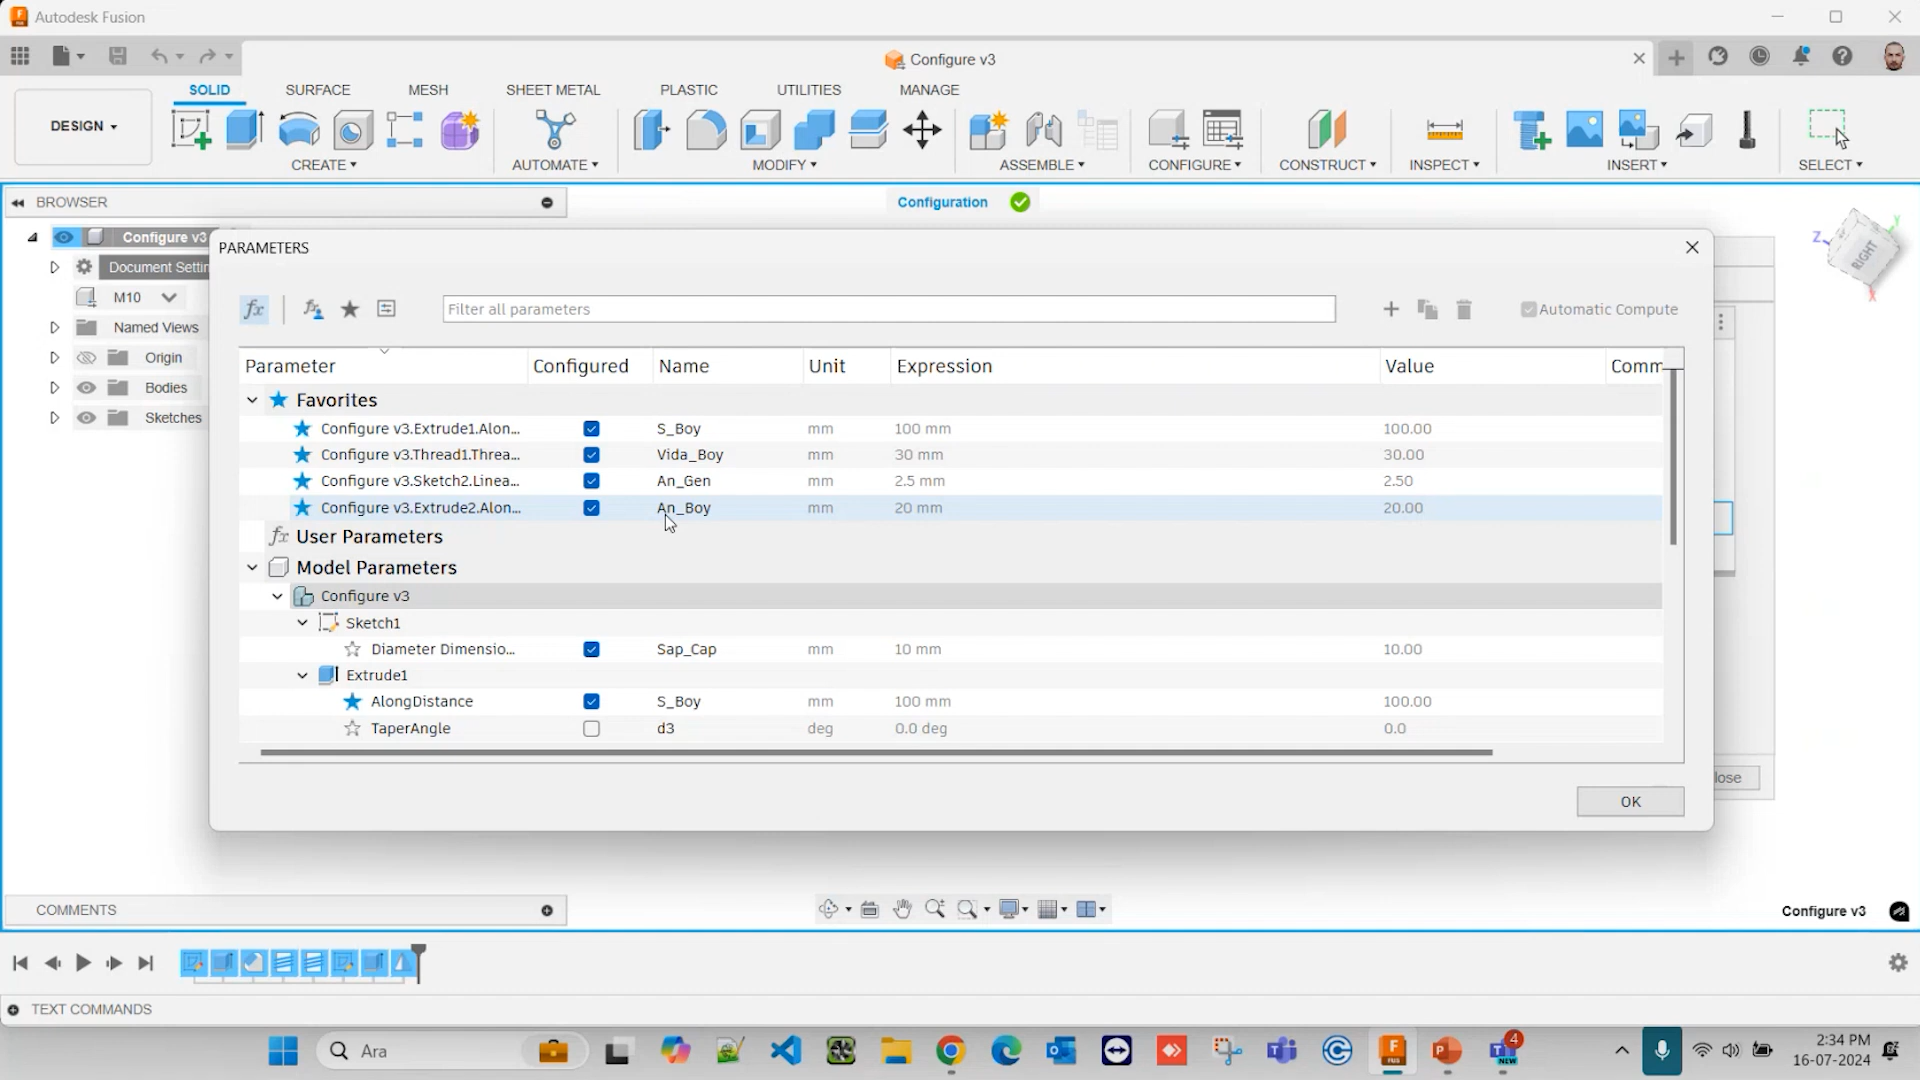 Autodesk Fusion
Configure v3
SOLID SURFACE MESH SHEET METAL PLASTIC UTILITIES MANAGE
DESIGN
CREATE AUTOMATE MODIFY ASSEMBLE CONFIGURE CONSTRUCT INSPECT INSERT SELECT
BROWSER
Configuration
Configure v3
Document Settin
M10
Named Views
Origin
Bodies
Sketches
RIGHT
Z
Y
X
PARAMETERS
fx
Filter all parameters
Automatic Compute
Parameter Configured Name Unit Expression Value Comm
Favorites
Configure v3.Extrude1.Alon... S_Boy mm 100 mm 100.00
Configure v3.Thread1.Threa... Vida_Boy mm 30 mm 30.00
Configure v3.Sketch2.Linea... An_Gen mm 2.5 mm 2.50
Configure v3.Extrude2.Alon... An_Boy mm 20 mm 20.00
fx User Parameters
Model Parameters
Configure v3
Sketch1
Diameter Dimensio... Sap_Cap mm 10 mm 10.00
Extrude1
AlongDistance S_Boy mm 100 mm 100.00
TaperAngle d3 deg 0.0 deg 0.0
lose
OK
COMMENTS
Configure v3
TEXT COMMANDS
Ara
FUS
NEW
4
2:34 PM
16-07-2024